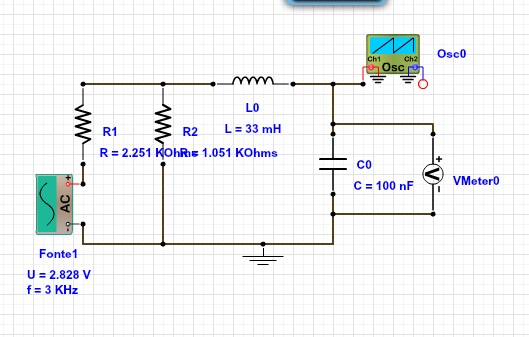 Osc0
Ch1 Ch2
Osc
L0
L = 33 mH
R1
R2
R = 2.251 KOhms
R = 1.051 KOhms
C0
C = 100 nF
+
V
-
VMeter0
+
AC
-
Fonte1
U = 2.828 V
f = 3 KHz